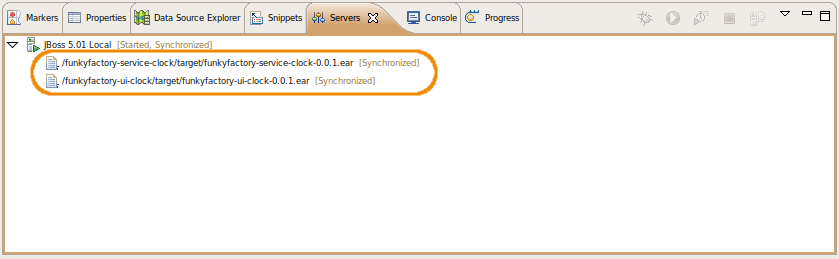 Markers Properties Data Source Explorer Snippets Servers Console Progress
JBoss 5.01 Local [Started, Synchronized]
/funkyfactory-service-clock/target/funkyfactory-service-clock-0.0.1.ear [Synchronized]
/funkyfactory-ui-clock/target/funkyfactory-ui-clock-0.0.1.ear [Synchronized]